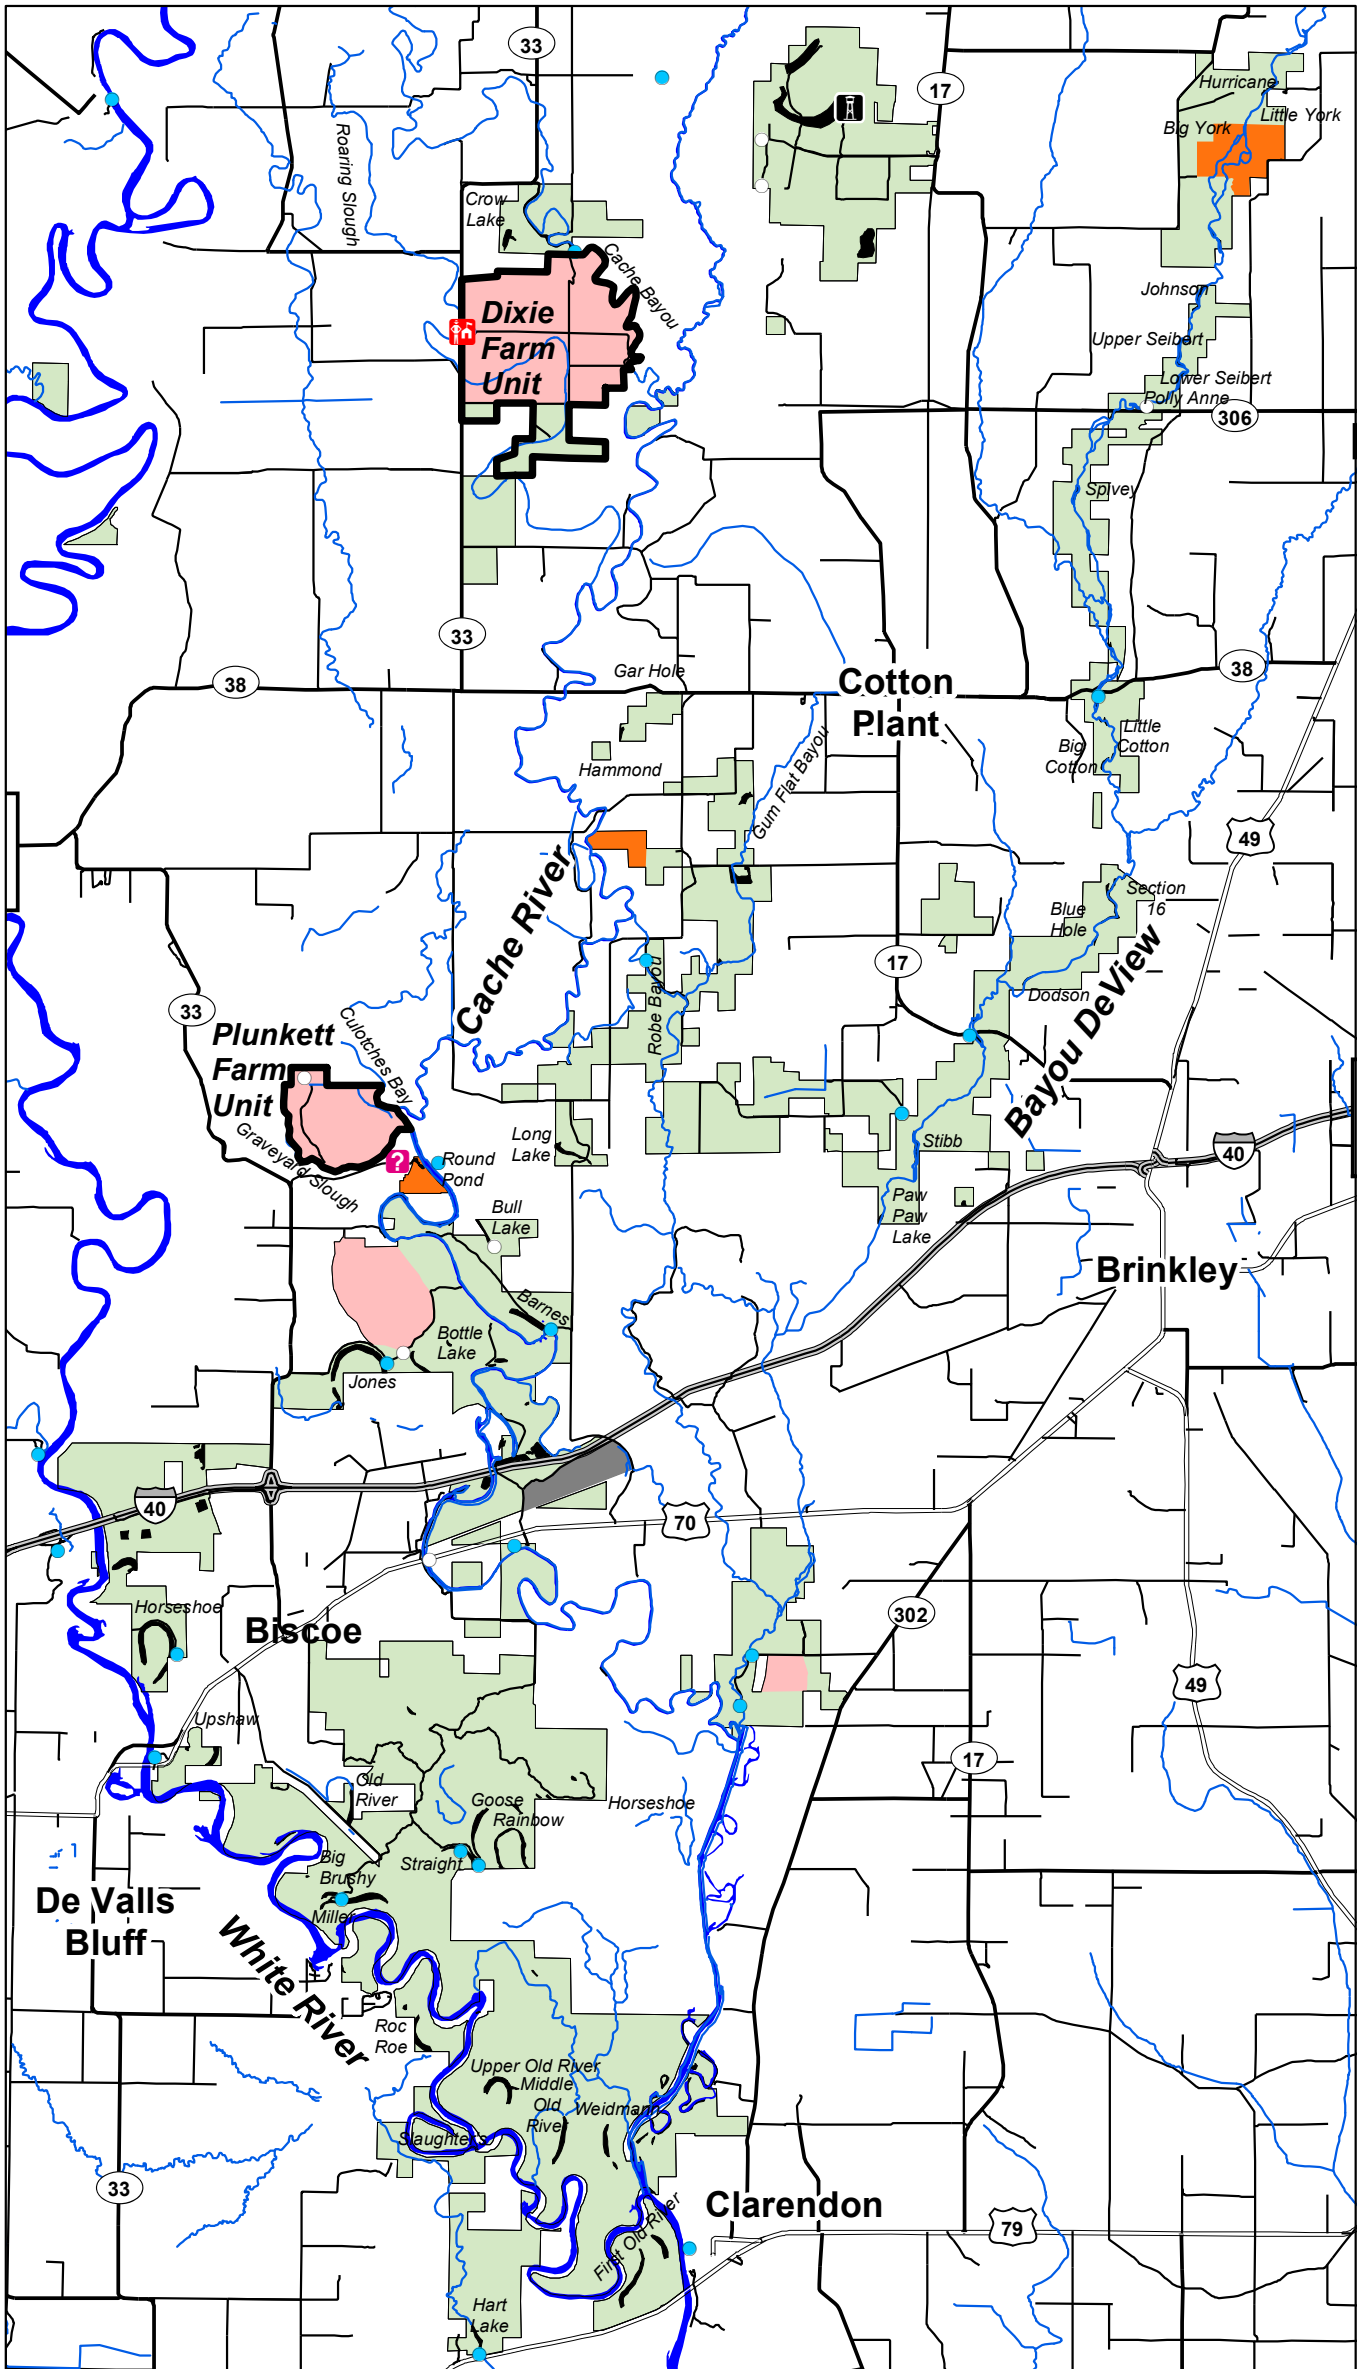 33
17
Hurricane
Little York
Big York
Roaring Slough
Crow
Lake
Cache Bayou
Dixie
Farm
Unit
Johnson
Upper Seibert
Lower Seibert
Polly Anne
306
Spivey
33
38
Gar Hole
38
Cotton
Plant
Little
Cotton
Big
Cotton
Hammond
Gum Flat Bayou
49
Cache River
Section
16
Blue
Hole
17
Robe Bayou
Dodson
Bayou DeView
33
Plunkett
Farm
Unit
Culotches Bay
Graveyard Slough
?
Round
Pond
Long
Lake
Stibb
40
Paw
Paw
Lake
Bull
Lake
Brinkley
Barnes
Bottle
Lake
Jones
40
70
Horseshoe
Biscoe
302
49
Upshaw
17
Old
River
Goose
Rainbow
Horseshoe
Straight
Big
Brushy
Miller
De Valls
Bluff
White River
Roc
Roe
Upper Old River
Middle
Old
River
Weidmann
Slaughter's
33
First Old River
Clarendon
79
Hart
Lake